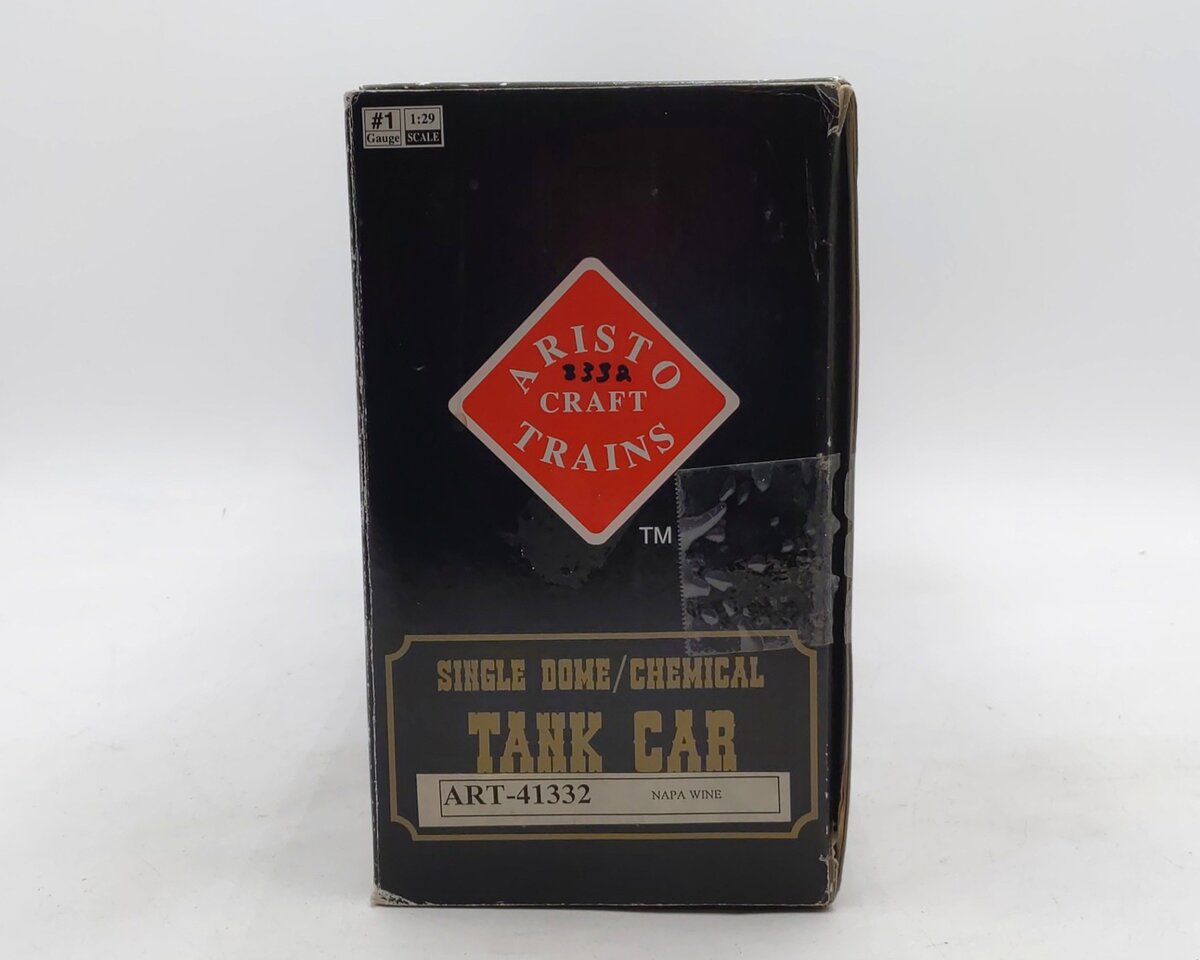 #1 Gauge
1:29 SCALE
ARISTO
8332
CRAFT
TRAINS
TM
SINGLE DOME/CHEMICAL
TANK CAR
ART-41332 NAPA WINE